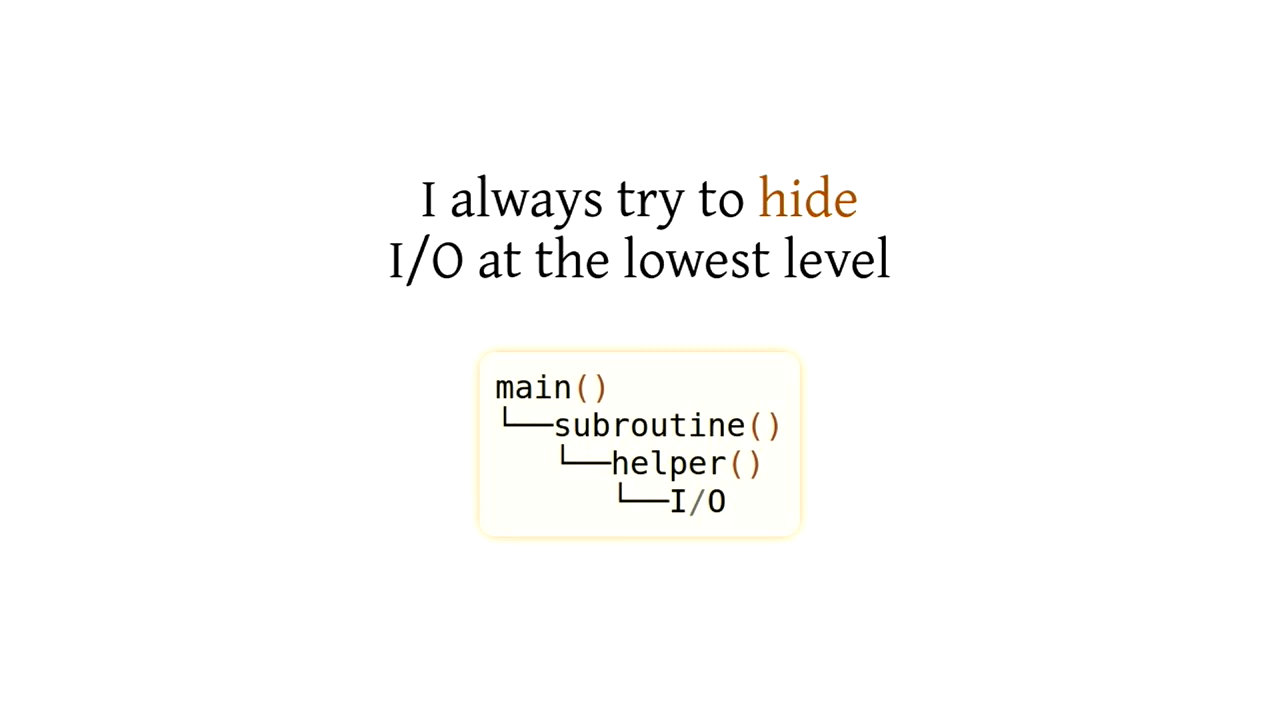 I always try to hide
I/O at the lowest level
main()
└──subroutine()
   └──helper()
      └──I/O